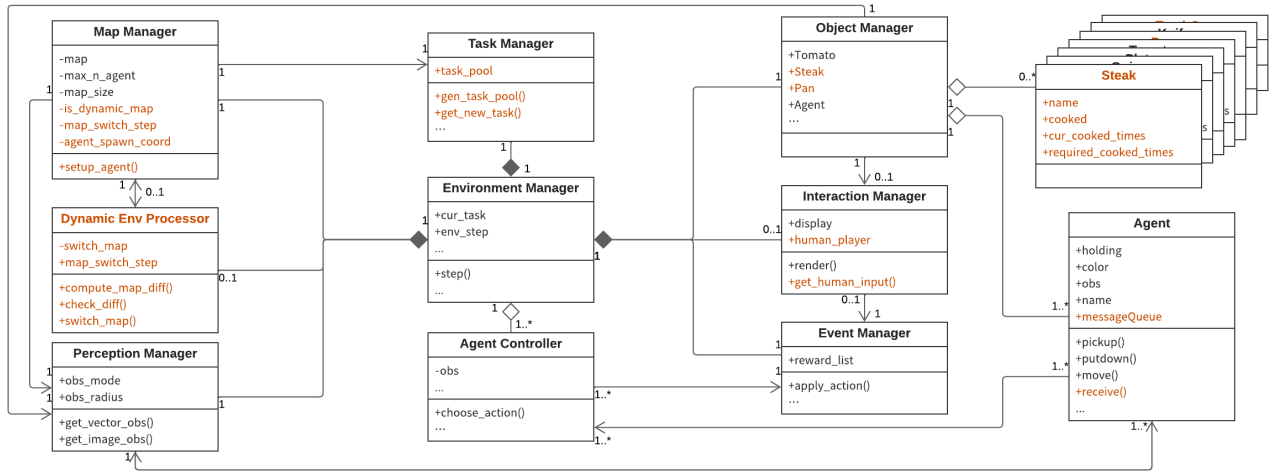 Map Manager
-map
-max_n_agent
-map_size
-is_dynamic_map
-map_switch_step
-agent_spawn_coord
+setup_agent()
1
1
1
1
0..1
Dynamic Env Processor
-switch_map
+map_switch_step
+compute_map_diff()
+check_diff()
+switch_map()
0..1
Perception Manager
+obs_mode
+obs_radius
+get_vector_obs()
+get_image_obs()
1
1
1
1
Task Manager
+task_pool
+gen_task_pool()
+get_new_task()
...
1
1
1
Environment Manager
+cur_task
+env_step
...
+step()
...
1
1
1
1..*
Agent Controller
-obs
...
+choose_action()
...
1..*
1..*
Object Manager
+Tomato
+Steak
+Pan
+Agent
...
1
1
1
1
1
0..1
0..*
Interaction Manager
+display
+human_player
+render()
+get_human_input()
0..1
0..1
1
Event Manager
+reward_list
+apply_action()
...
1
1
Steak
+name
+cooked
+cur_cooked_times
+required_cooked_times
Agent
+holding
+color
+obs
+name
+messageQueue
+pickup()
+putdown()
+move()
+receive()
...
1..*
1..*
1..*